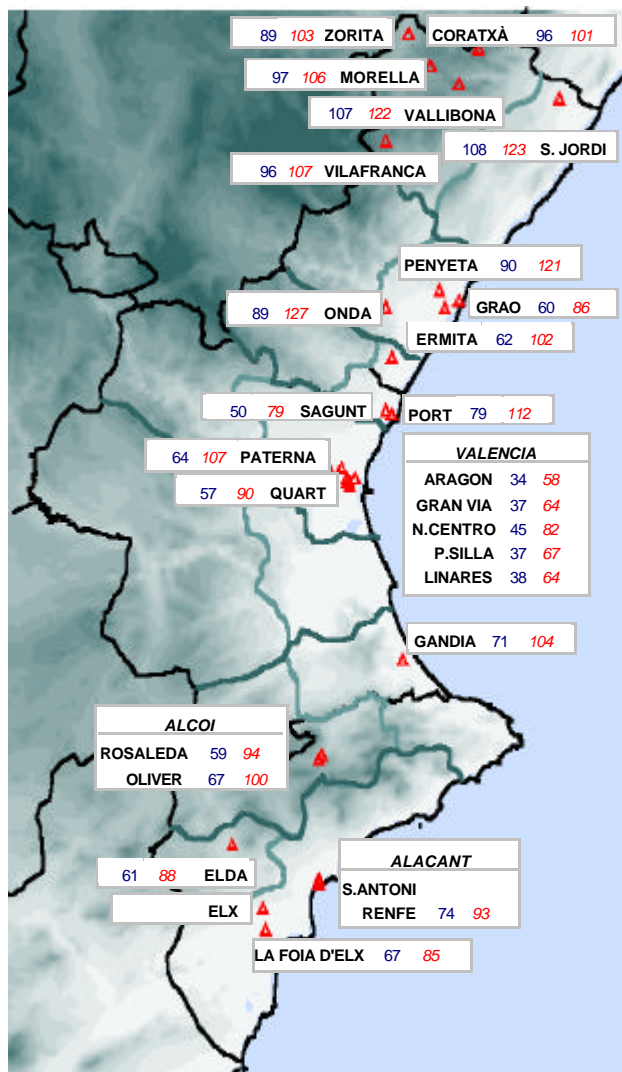 89 103 ZORITA
CORATXÀ 96 101
97 106 MORELLA
107 122 VALLIBONA
108 123 S. JORDI
96 107 VILAFRANCA
PENYETA 90 121
89 127 ONDA
GRAO 60 86
ERMITA 62 102
50 79 SAGUNT
PORT 79 112
64 107 PATERNA
57 90 QUART
VALENCIA
ARAGON 34 58
GRAN VIA 37 64
N.CENTRO 45 82
P.SILLA 37 67
LINARES 38 64
GANDIA 71 104
ALCOI
ROSALEDA 59 94
OLIVER 67 100
61 88 ELDA
ELX
ALACANT
S.ANTONI
RENFE 74 93
LA FOIA D'ELX 67 85